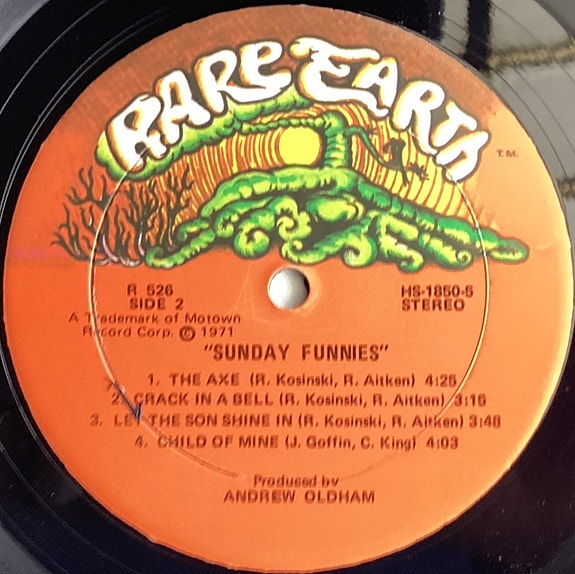 RARE EARTH
T.M.
R 526
SIDE 2
HS-1850-5
STEREO
A Trademark of Motown
Record Corp. © 1971
"SUNDAY FUNNIES"
1. THE AXE (R. Kosinski, R. Aitken) 4:25
2. CRACK IN A BELL (R. Kosinski, R. Aitken) 3:15
3. LET THE SON SHINE IN (R. Kosinski, R. Aitken) 3:48
4. CHILD OF MINE (J. Goffin, C. King) 4:03
Produced by
ANDREW OLDHAM